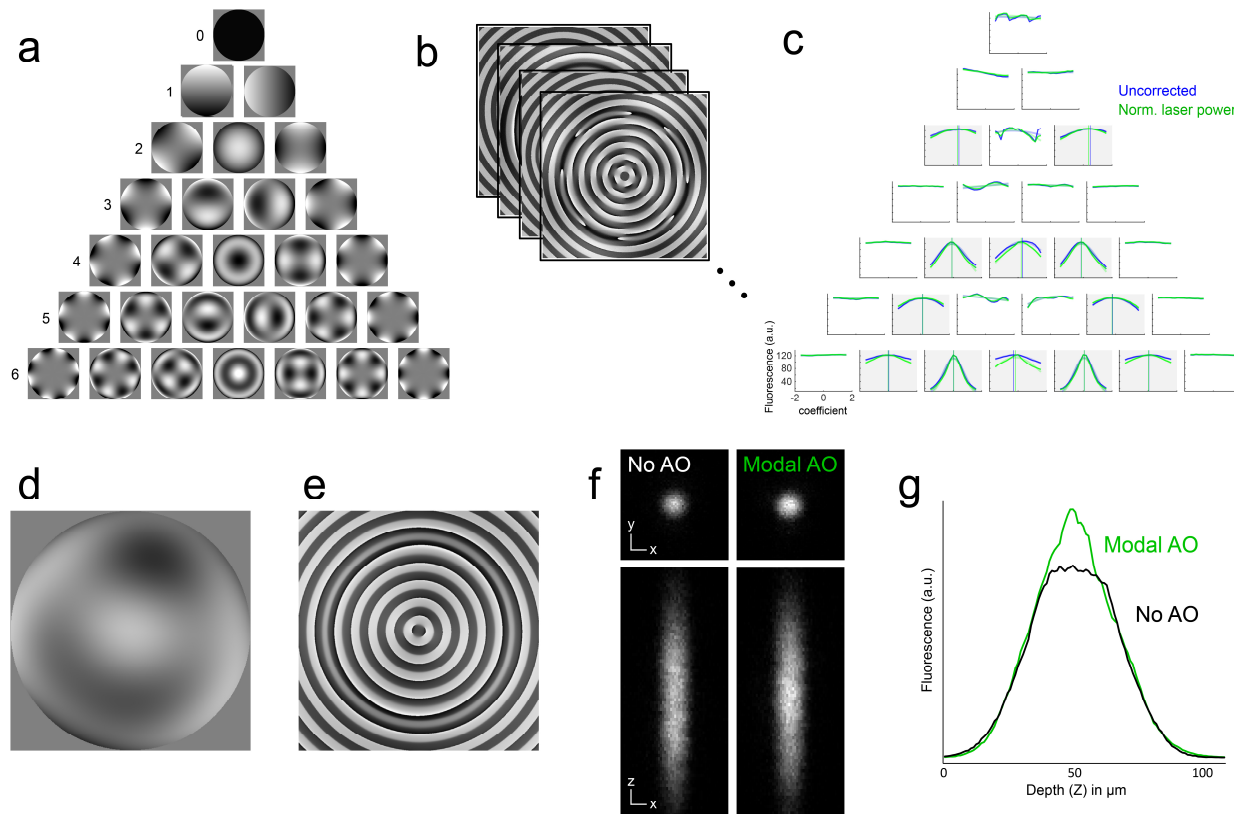 a
b
c
0
1
2
3
4
5
6
Uncorrected
Norm. laser power
Fluorescence (a.u.)
120
80
40
-2
0
2
coefficient
d
e
f
g
No AO
Modal AO
y
x
z
x
Modal AO
No AO
Fluorescence (a.u.)
0
50
100
Depth (Z) in µm